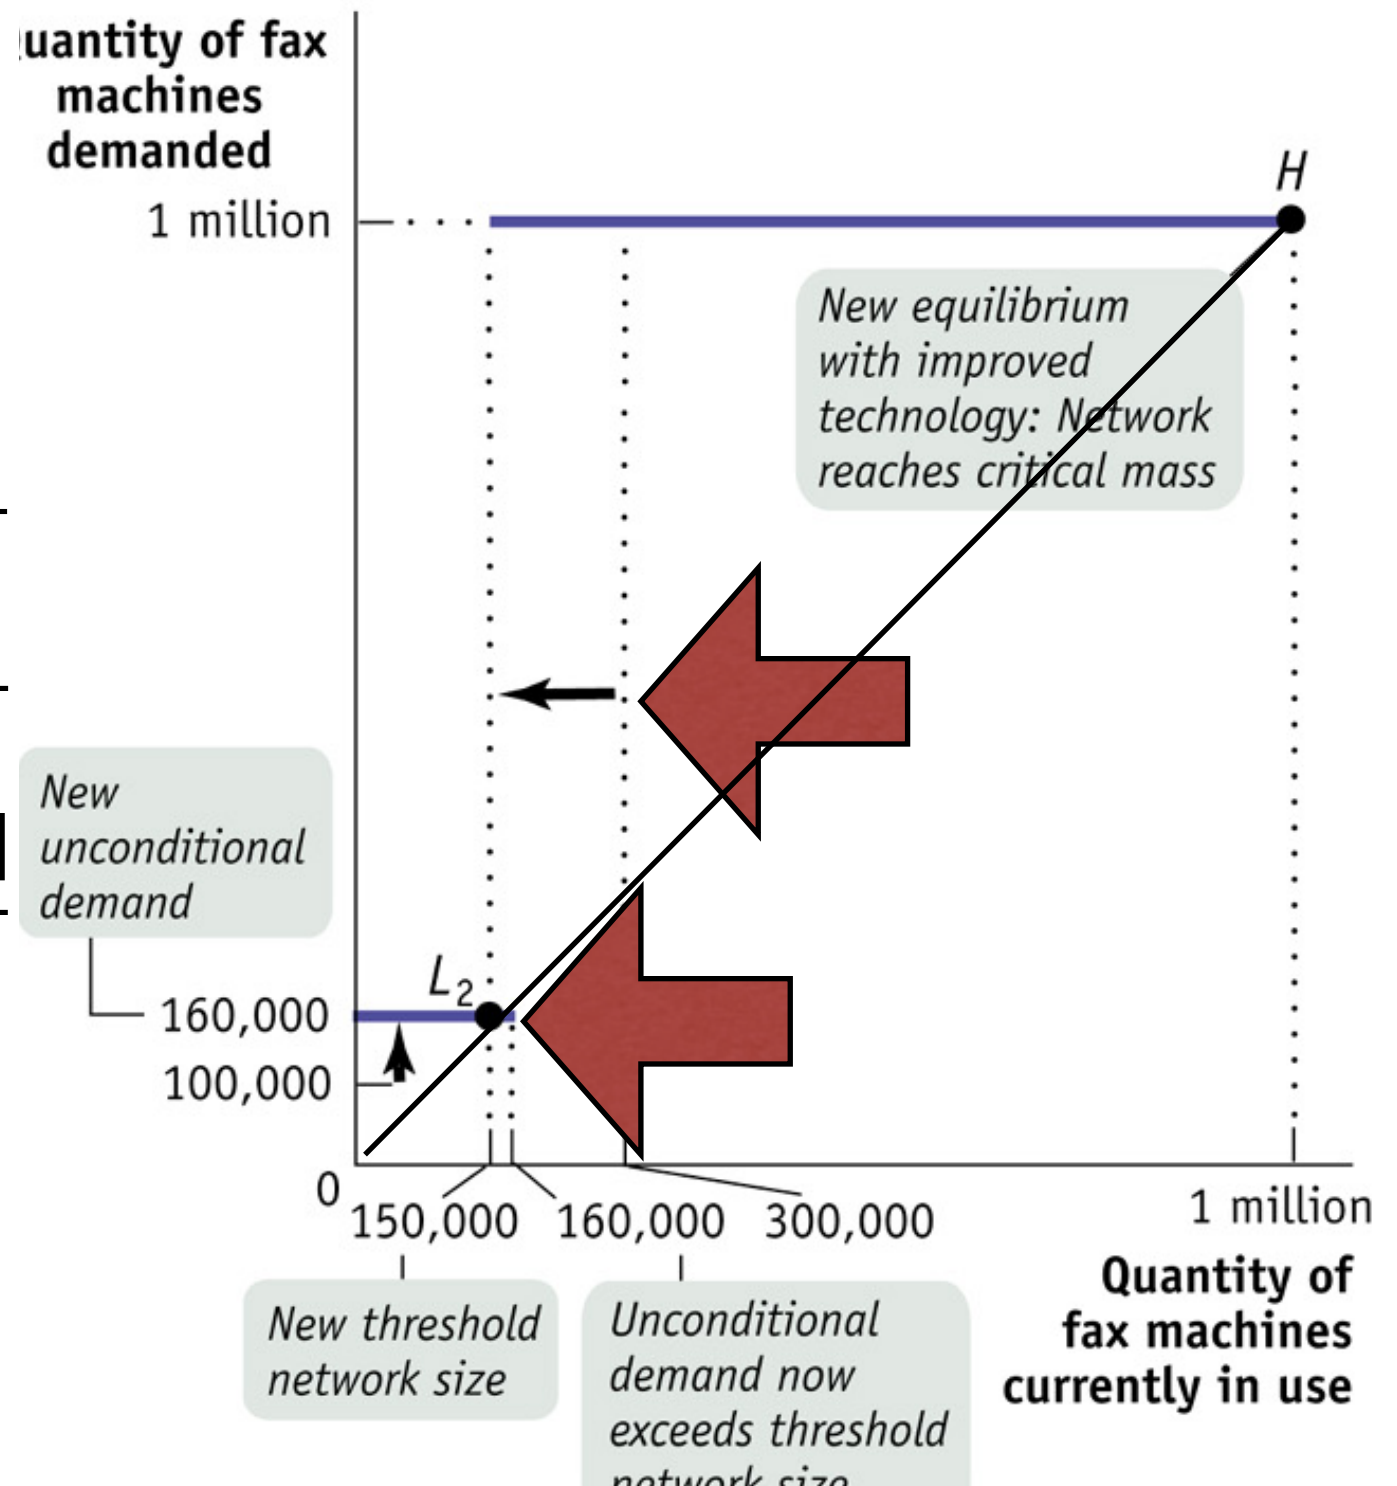 uantity of fax
machines
demanded
1 million
H
New equilibrium
with improved
technology: Network
reaches critical mass
New
unconditional
demand
L2
160,000
100,000
0
150,000 160,000 300,000
1 million
Quantity of
fax machines
currently in use
New threshold
network size
Unconditional
demand now
exceeds threshold
network size